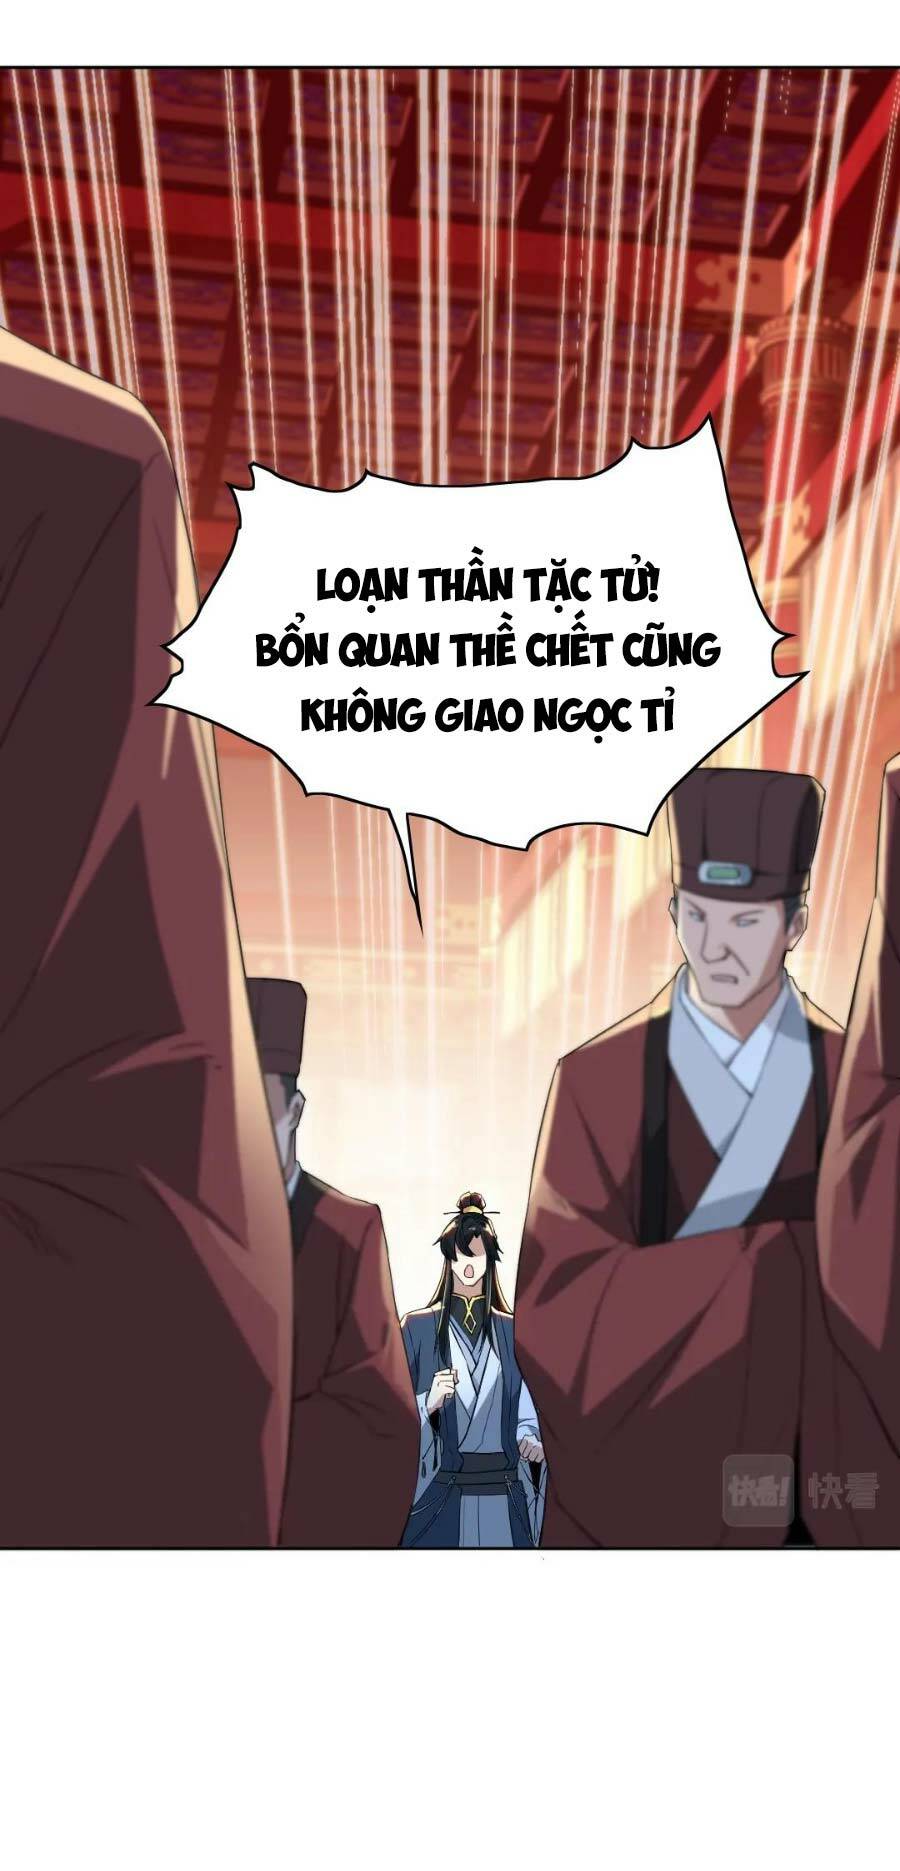 LOẠN THẦN TẶC TỬ!
BỔN QUAN THỀ CHẾT CŨNG
KHÔNG GIAO NGỌC TỈ
快看! 快看